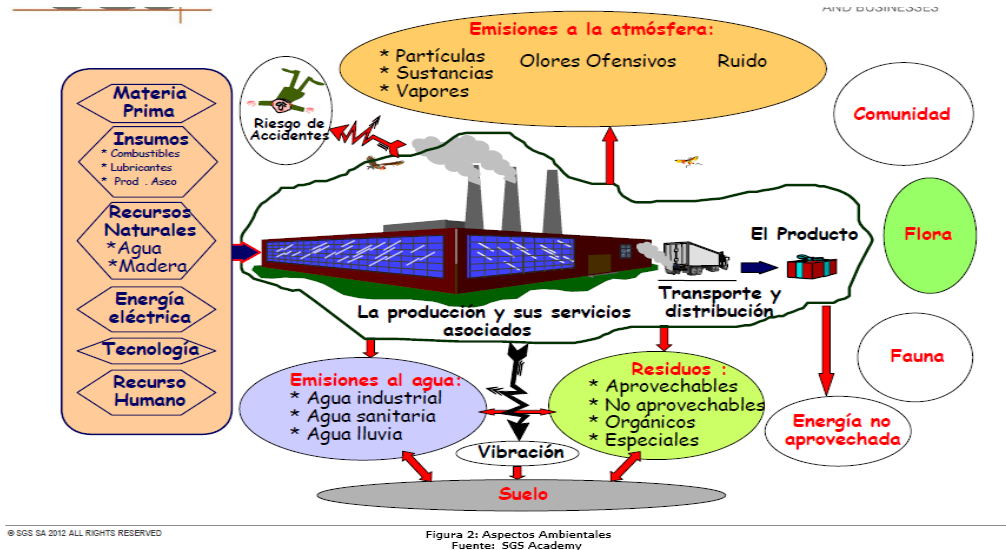 AND BUSINESSES
Emisiones a la atmósfera:
* Partículas
* Sustancias
* Vapores
Olores Ofensivos
Ruido
Materia
Prima
Insumos
* Combustibles
* Lubricantes
* Prod . Aseo
Recursos
Naturales
*Agua
*Madera
Energía
eléctrica
Tecnología
Recurso
Humano
Riesgo de
Accidentes
Comunidad
Flora
Fauna
El Producto
Transporte y
distribución
La producción y sus servicios
asociados
Emisiones al agua:
* Agua industrial
* Agua sanitaria
* Agua lluvia
Residuos :
* Aprovechables
* No aprovechables
* Orgánicos
* Especiales
Energía no
aprovechada
Vibración
Suelo
© SGS SA 2012 ALL RIGHTS RESERVED
Figura 2: Aspectos Ambientales
Fuente: SGS Academy